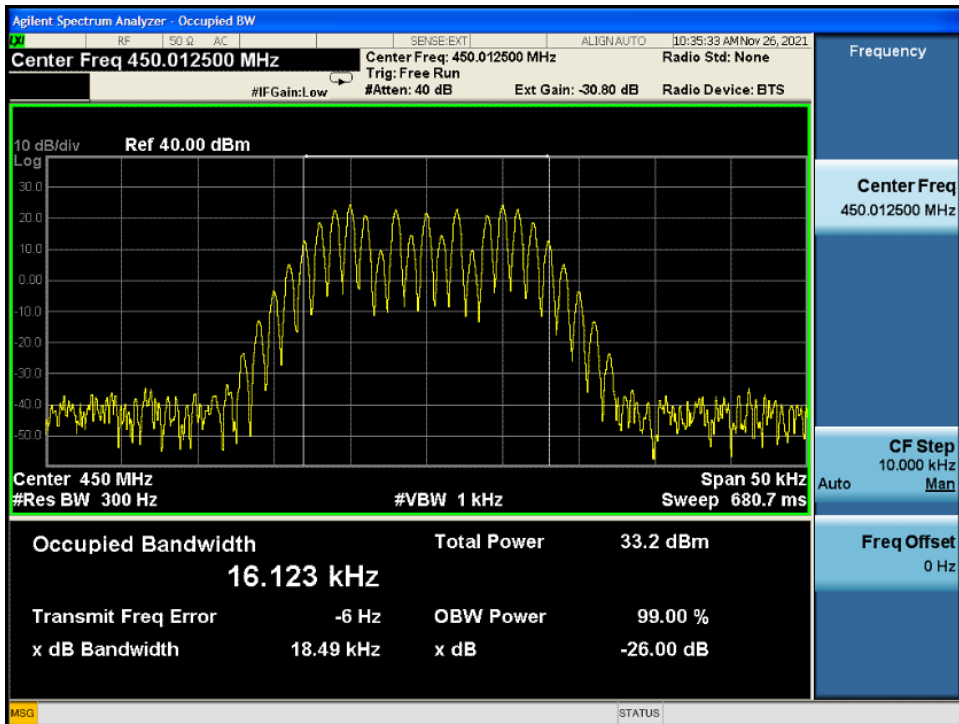 Agilent Spectrum Analyzer - Occupied BW
LXI RF 50 Ω AC SENSE:EXT ALIGN AUTO 10:35:33 AM Nov 26, 2021
Center Freq 450.012500 MHz
Center Freq: 450.012500 MHz Radio Std: None
Trig: Free Run
#IFGain:Low #Atten: 40 dB Ext Gain: -30.80 dB Radio Device: BTS
10 dB/div Ref 40.00 dBm
Log
30.0
20.0
10.0
0.00
-10.0
-20.0
-30.0
-40.0
-50.0
Center 450 MHz Span 50 kHz
#Res BW 300 Hz #VBW 1 kHz Sweep 680.7 ms
Occupied Bandwidth Total Power 33.2 dBm
16.123 kHz
Transmit Freq Error -6 Hz OBW Power 99.00 %
x dB Bandwidth 18.49 kHz x dB -26.00 dB
MSG STATUS
Frequency
Center Freq
450.012500 MHz
CF Step
10.000 kHz
Auto Man
Freq Offset
0 Hz